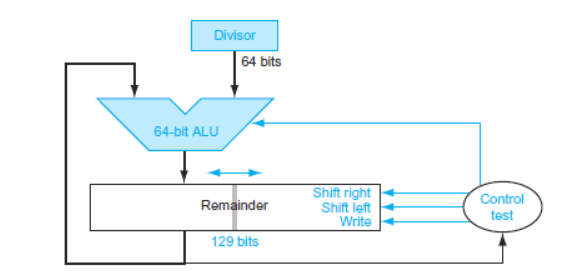 Divisor
64 bits
64-bit ALU
Remainder
Shift right
Shift left
Write
129 bits
Control
test